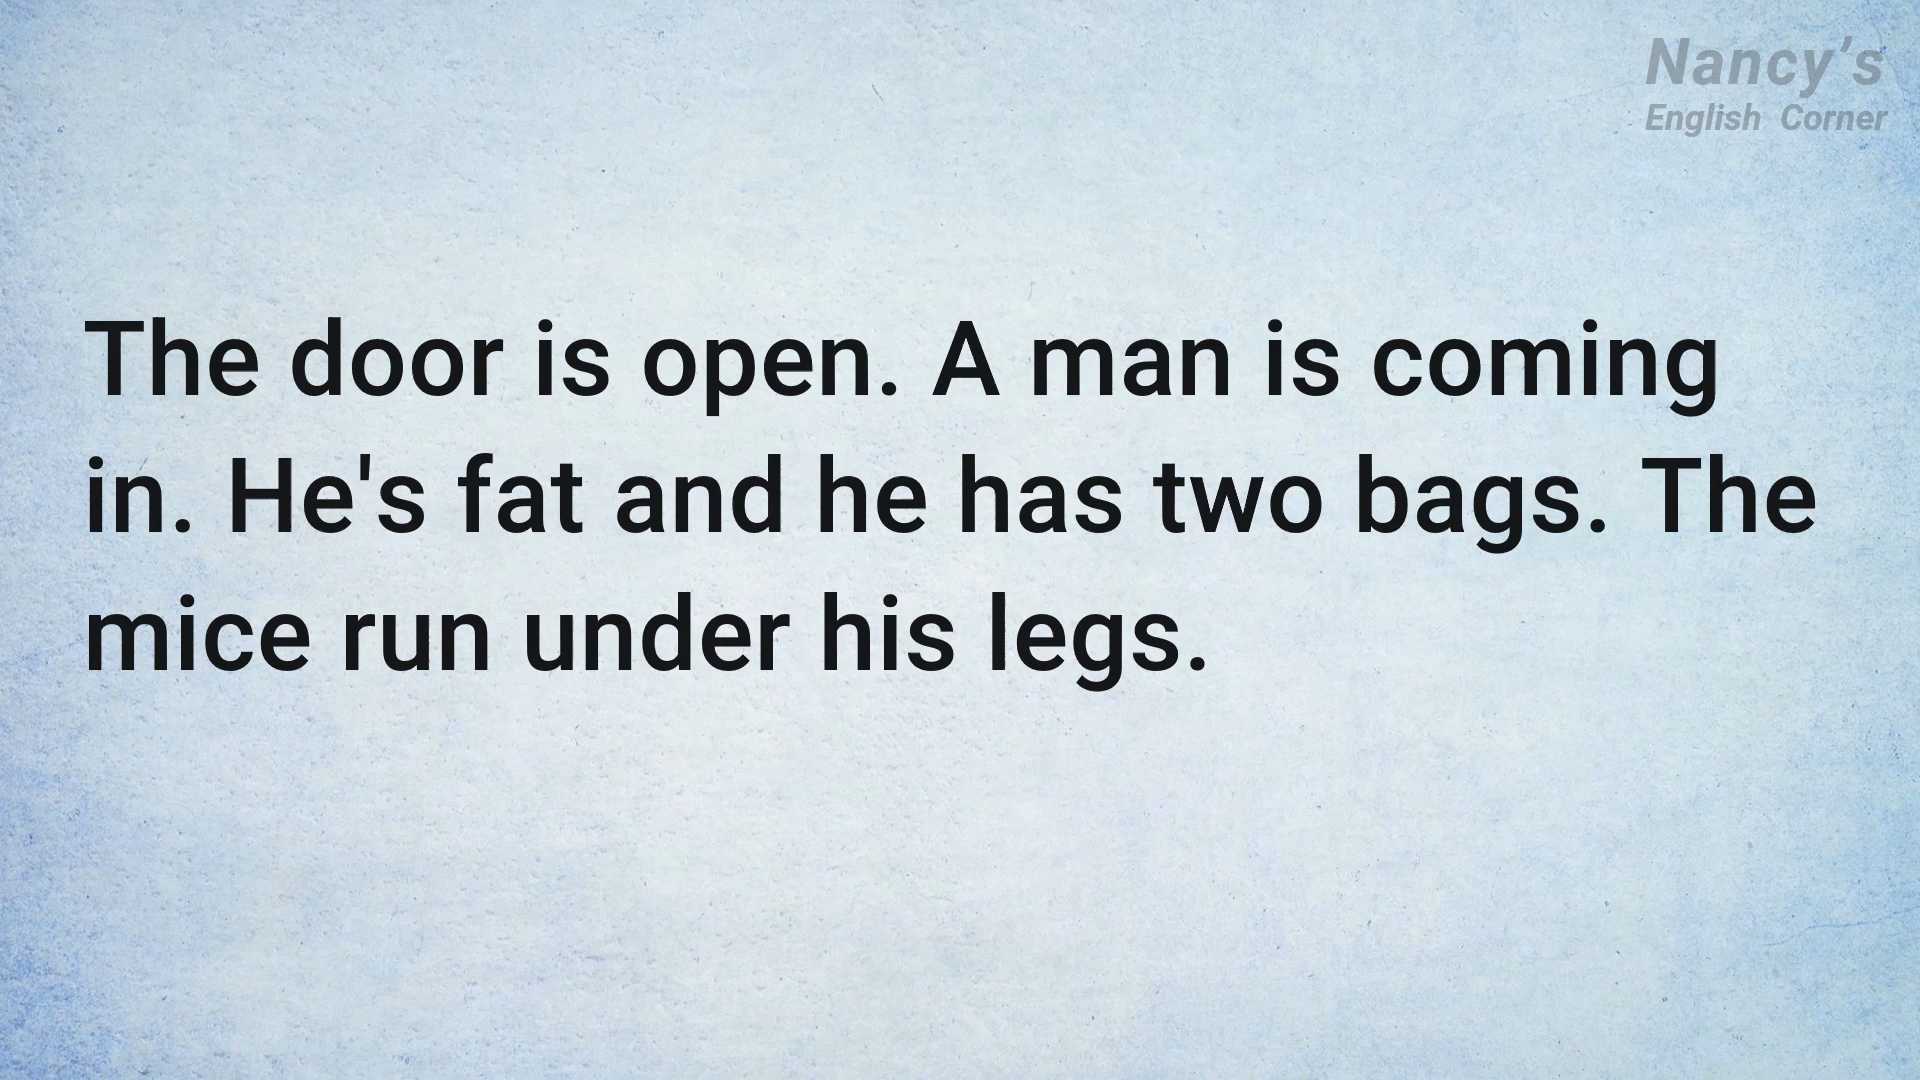 Nancy’s
English Corner
The door is open. A man is coming
in. He's fat and he has two bags. The
mice run under his legs.